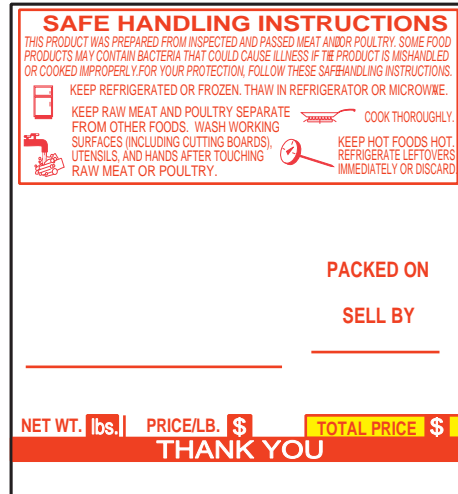 SAFE HANDLING INSTRUCTIONS
THIS PRODUCT WAS PREPARED FROM INSPECTED AND PASSED MEAT AND/OR POULTRY. SOME FOOD
PRODUCTS MAY CONTAIN BACTERIA THAT COULD CAUSE ILLNESS IF THE PRODUCT IS MISHANDLED
OR COOKED IMPROPERLY.FOR YOUR PROTECTION, FOLLOW THESE SAFE HANDLING INSTRUCTIONS.
KEEP REFRIGERATED OR FROZEN. THAW IN REFRIGERATOR OR MICROWAVE.
KEEP RAW MEAT AND POULTRY SEPARATE
FROM OTHER FOODS. WASH WORKING
SURFACES (INCLUDING CUTTING BOARDS),
UTENSILS, AND HANDS AFTER TOUCHING
RAW MEAT OR POULTRY.
COOK THOROUGHLY.
KEEP HOT FOODS HOT.
REFRIGERATE LEFTOVERS
IMMEDIATELY OR DISCARD.
PACKED ON
SELL BY
NET WT. lbs. PRICE/LB. $ TOTAL PRICE $
THANK YOU